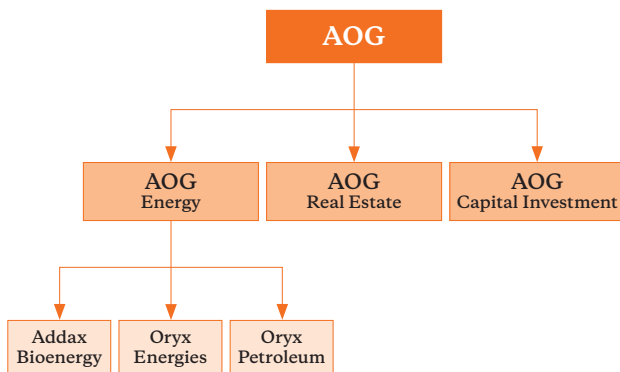 AOG
AOG
Energy
AOG
Real Estate
AOG
Capital Investment
Addax
Bioenergy
Oryx
Energies
Oryx
Petroleum